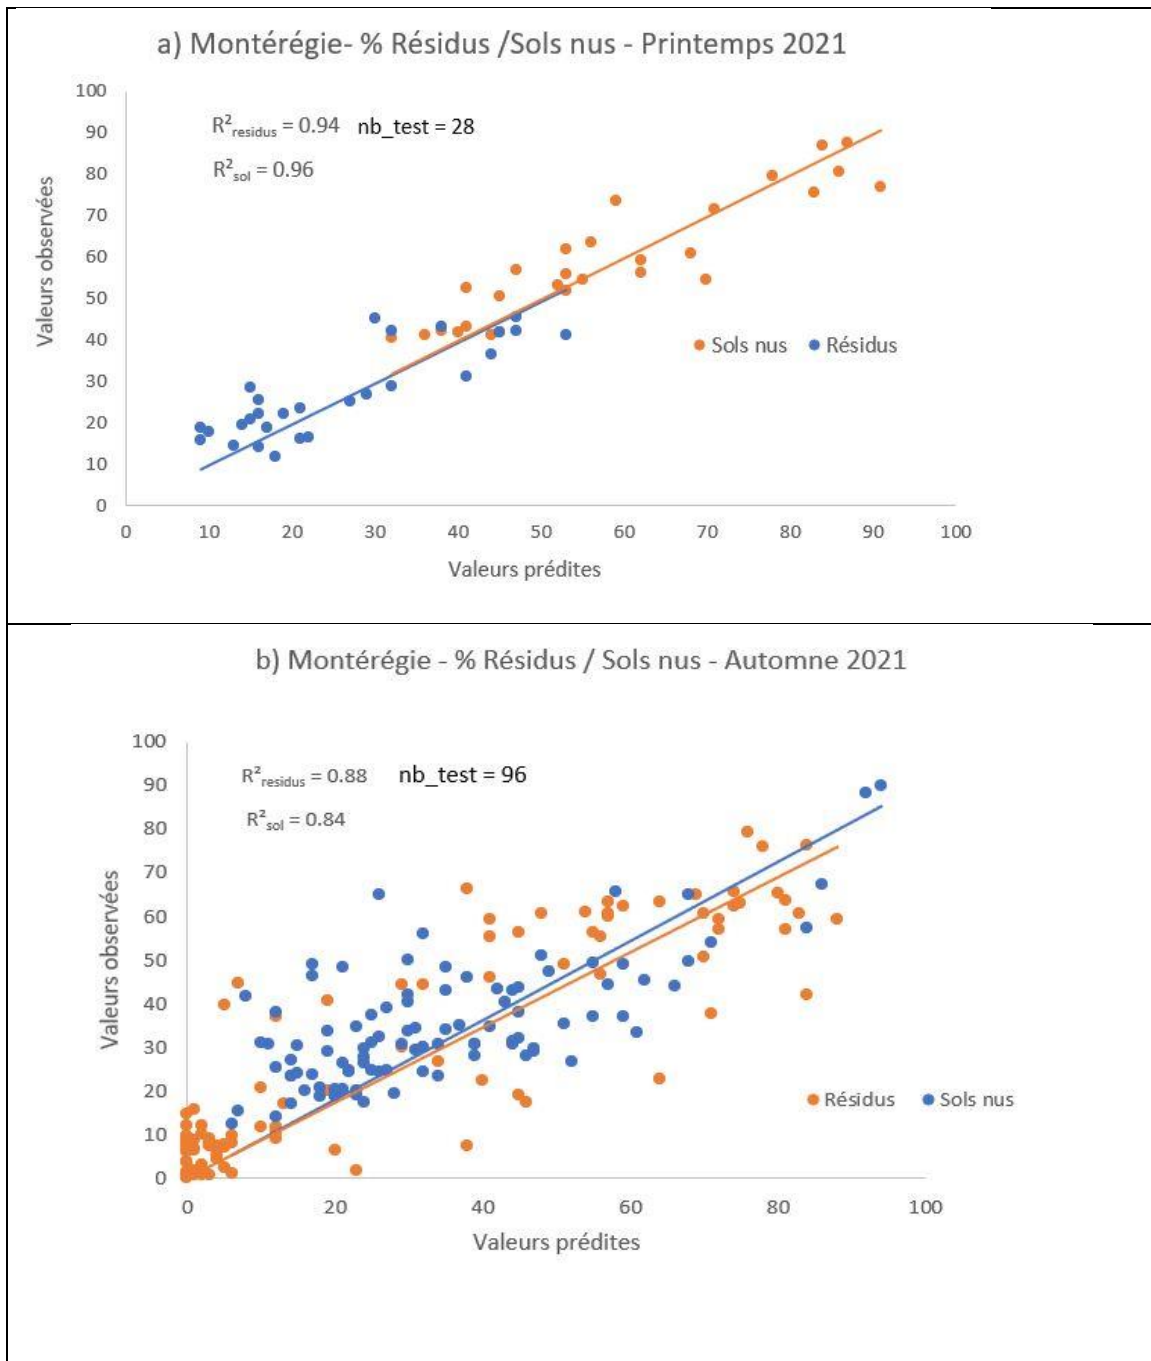 a) Montérégie- % Résidus /Sols nus - Printemps 2021
100
90
80
70
60
50
40
30
20
10
0
R²residus = 0.94 nb_test = 28
R²sol = 0.96
Valeurs observées
Sols nus Résidus
0 10 20 30 40 50 60 70 80 90 100
Valeurs prédites
b) Montérégie - % Résidus / Sols nus - Automne 2021
100
90
80
70
60
50
40
30
20
10
0
R²residus = 0.88 nb_test = 96
R²sol = 0.84
Valeurs observées
Résidus Sols nus
0 20 40 60 80 100
Valeurs prédites